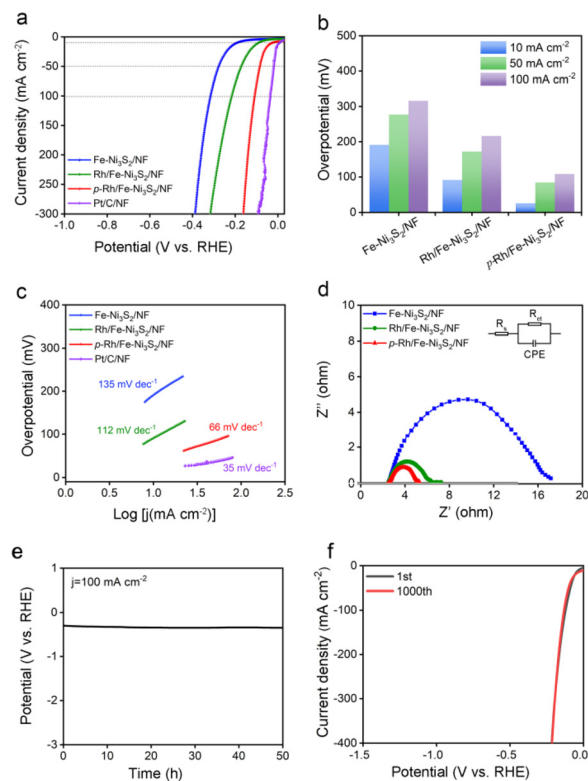 a
Current density (mA cm⁻²)
0
50
100
150
200
250
300
-1.0
-0.8
-0.6
-0.4
-0.2
0.0
Potential (V vs. RHE)
Fe-Ni₃S₂/NF
Rh/Fe-Ni₃S₂/NF
p-Rh/Fe-Ni₃S₂/NF
Pt/C/NF
b
Overpotential (mV)
500
400
300
200
100
0
10 mA cm⁻²
50 mA cm⁻²
100 mA cm⁻²
Fe-Ni₃S₂/NF
Rh/Fe-Ni₃S₂/NF
p-Rh/Fe-Ni₃S₂/NF
c
Overpotential (mV)
400
300
200
100
0
Fe-Ni₃S₂/NF
Rh/Fe-Ni₃S₂/NF
p-Rh/Fe-Ni₃S₂/NF
Pt/C/NF
135 mV dec⁻¹
112 mV dec⁻¹
66 mV dec⁻¹
35 mV dec⁻¹
0.0
0.5
1.0
1.5
2.0
2.5
Log [j(mA cm⁻²)]
d
Z'' (ohm)
10
8
6
4
2
0
Fe-Ni₃S₂/NF
Rh/Fe-Ni₃S₂/NF
p-Rh/Fe-Ni₃S₂/NF
Rs
Rct
CPE
0
4
8
12
16
20
Z' (ohm)
e
Potential (V vs. RHE)
1
0
-1
-2
-3
j=100 mA cm⁻²
0
10
20
30
40
50
Time (h)
f
Current density (mA cm⁻²)
0
-100
-200
-300
-400
1st
1000th
-1.5
-1.0
-0.5
0.0
Potential (V vs. RHE)